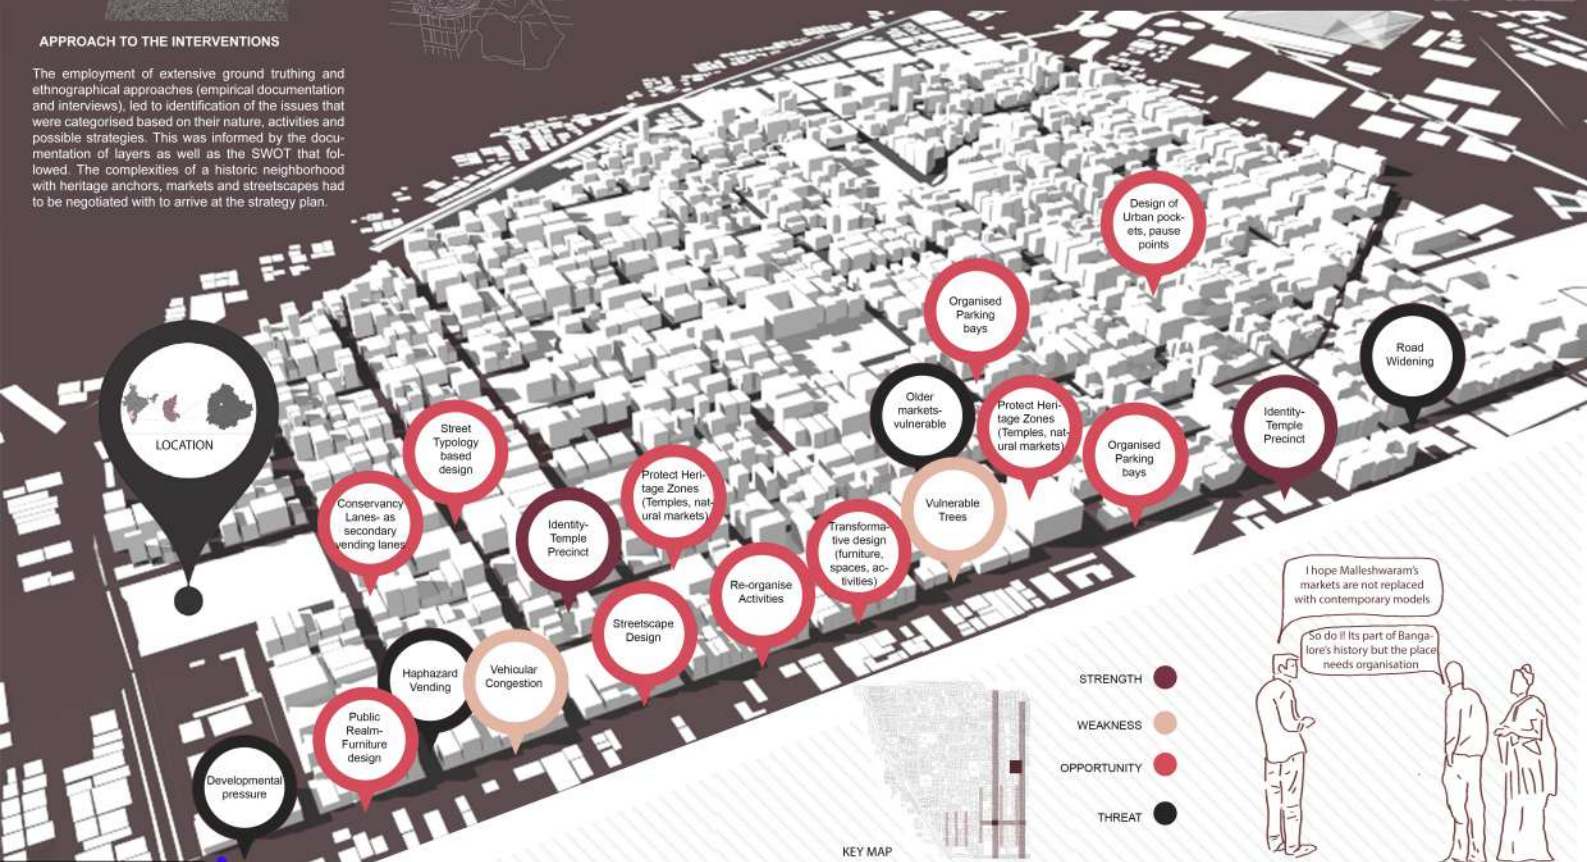 APPROACH TO THE INTERVENTIONS
The employment of extensive ground truthing and
ethnographical approaches (empirical documentation
and interviews), led to identification of the issues that
were categorised based on their nature, activities and
possible strategies. This was informed by the docu-
mentation of layers as well as the SWOT that fol-
lowed. The complexities of a historic neighborhood
with heritage anchors, markets and streetscapes had
to be negotiated with to arrive at the strategy plan.
Design of
Urban pock-
ets, pause
points
Organised
Parking
bays
Road
Widening
Older
markets-
vulnerable
Protect Heri-
tage Zones
(Temples, nat-
ural markets)
Identity-
Temple
Precinct
Organised
Parking
bays
LOCATION
Street
Typology
based
design
Conservancy
Lanes- as
secondary
vending lanes
Identity-
Temple
Precinct
Protect Heri-
tage Zones
(Temples, nat-
ural markets)
Transforma-
tive design
(furniture,
spaces, ac-
tivities)
Vulnerable
Trees
Re-organise
Activities
Streetscape
Design
Haphazard
Vending
Vehicular
Congestion
Public
Realm-
Furniture
design
Developmental
pressure
I hope Malleshwaram's
markets are not replaced
with contemporary models
So do i! Its part of Banga-
lore's history but the place
needs organisation
STRENGTH
WEAKNESS
OPPORTUNITY
THREAT
KEY MAP